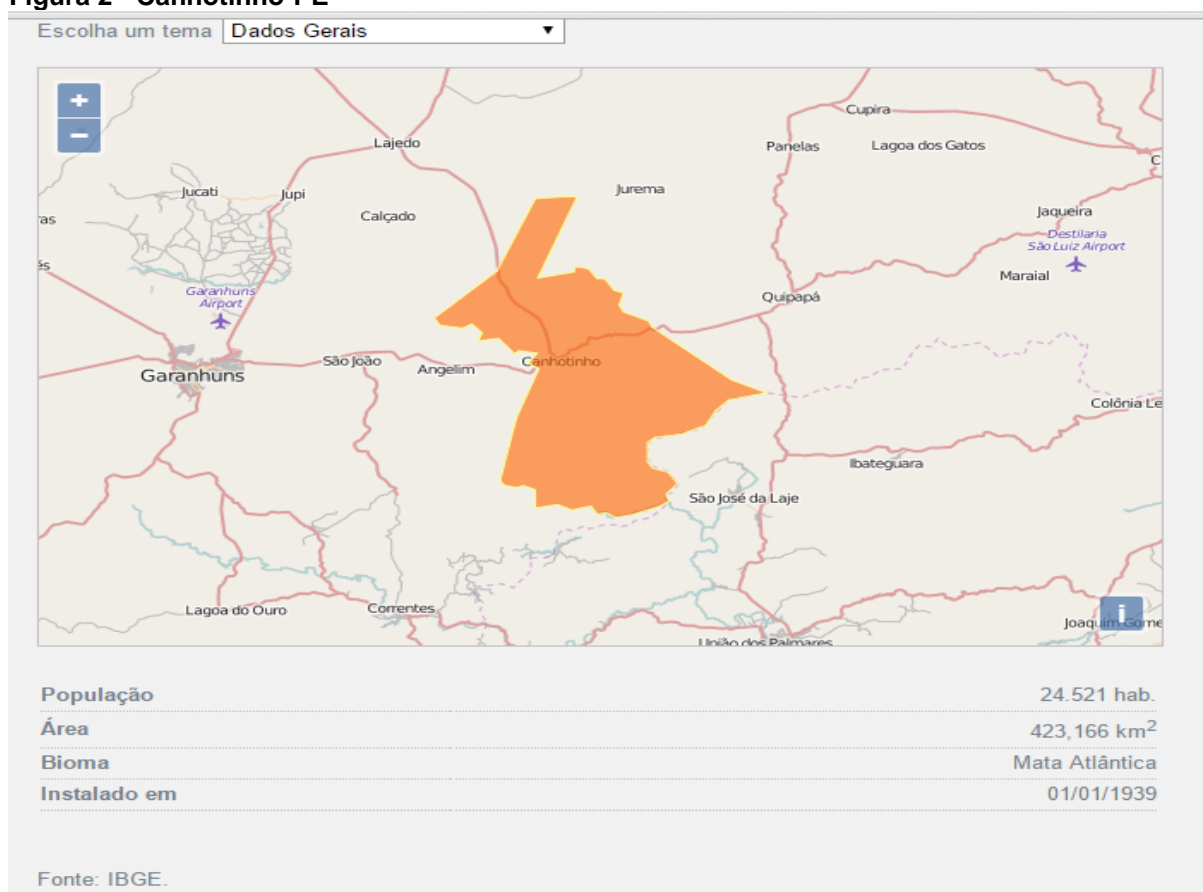 Figura 2 - Canhotinho-PE
Escolha um tema Dados Gerais
+
−
Cupira
Lajedo
Panelas
Lagoa dos Gatos
Jucati
Jupi
Jurema
Calçado
Jaqueira
Destilaria
São Luiz Airport
Maraial
Garanhuns
Airport
Quipapá
São João
Angelim
Canhotinho
Garanhuns
Colônia Le
Ibateguara
São José da Laje
Lagoa do Ouro
Correntes
i
Joaquim Gome
União dos Palmares
População 24.521 hab.
Área 423,166 km²
Bioma Mata Atlântica
Instalado em 01/01/1939
Fonte: IBGE.